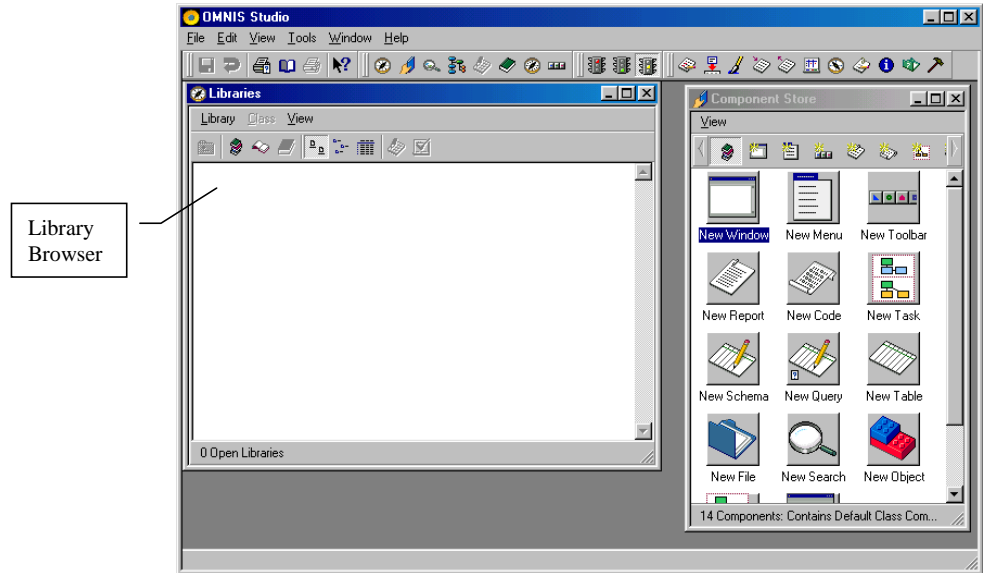 OMNIS Studio
File Edit View Tools Window Help
Libraries
Library Class View
0 Open Libraries
Library
Browser
Component Store
View
New Window New Menu New Toolbar
New Report New Code New Task
New Schema New Query New Table
New File New Search New Object
14 Components: Contains Default Class Com...